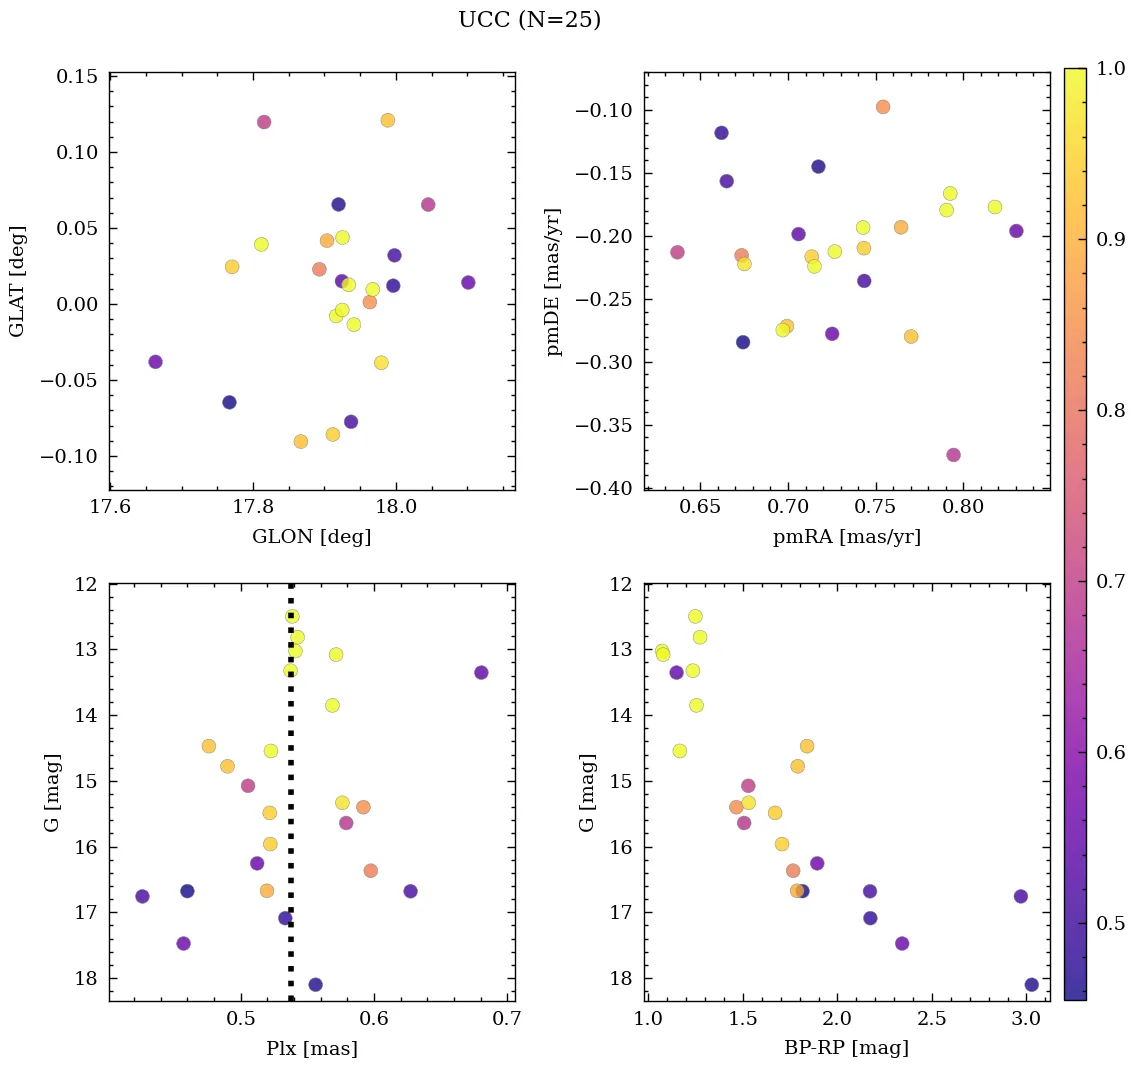 UCC (N=25)
0.15
0.10
0.05
0.00
−0.05
−0.10
GLAT [deg]
17.6 17.8 18.0
GLON [deg]
−0.10
−0.15
−0.20
−0.25
−0.30
−0.35
−0.40
pmDE [mas/yr]
0.65 0.70 0.75 0.80
pmRA [mas/yr]
12
13
14
15
16
17
18
G [mag]
0.5 0.6 0.7
Plx [mas]
12
13
14
15
16
17
18
G [mag]
1.0 1.5 2.0 2.5 3.0
BP-RP [mag]
1.0
0.9
0.8
0.7
0.6
0.5